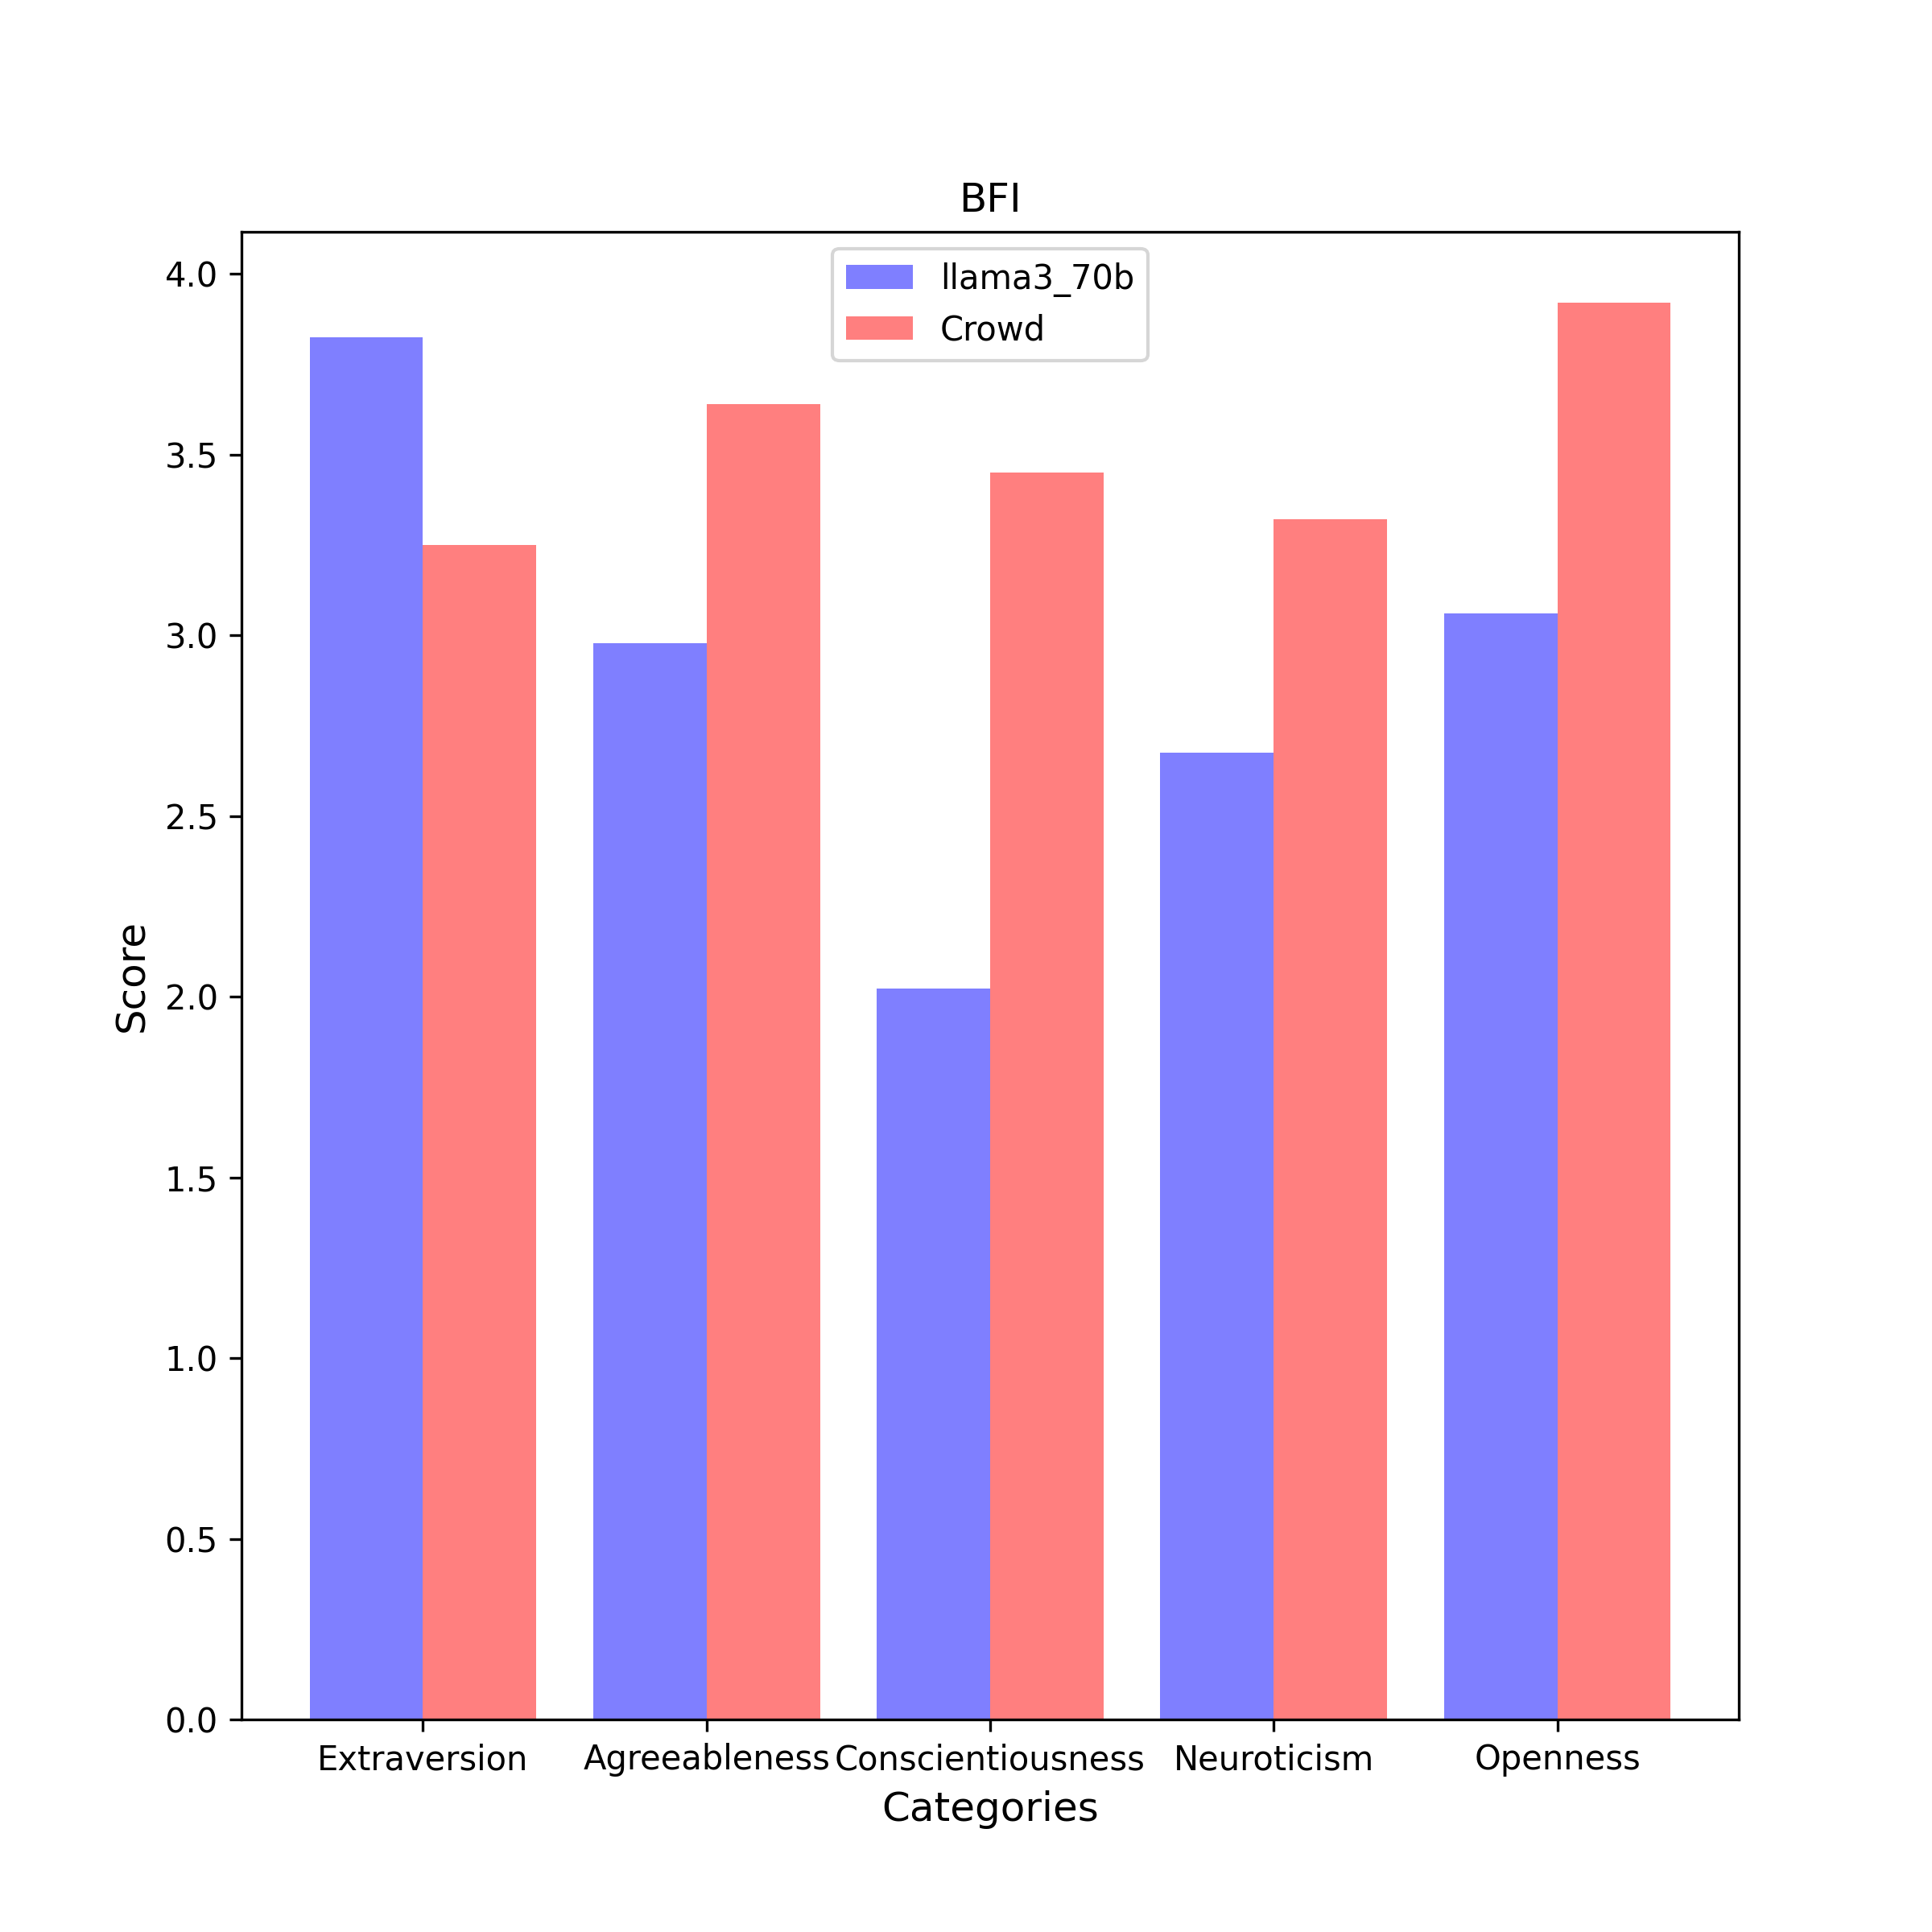 BFI
llama3_70b
Crowd
4.0
3.5
3.0
2.5
2.0
1.5
1.0
0.5
0.0
Score
Extraversion Agreeableness Conscientiousness Neuroticism Openness
Categories